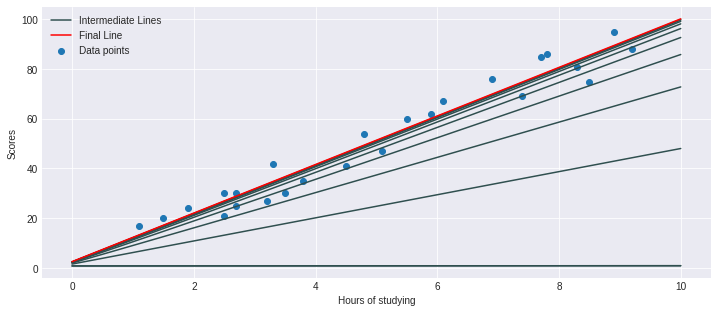 Intermediate Lines
Final Line
Data points
100
80
60
40
20
0
Scores
0 2 4 6 8 10
Hours of studying